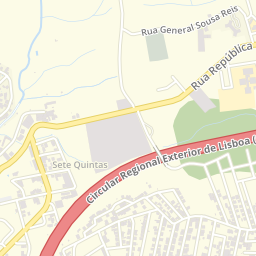 Rua General Sousa Reis
Rua República
Sete Quintas
Circular Regional Exterior de Lisboa (